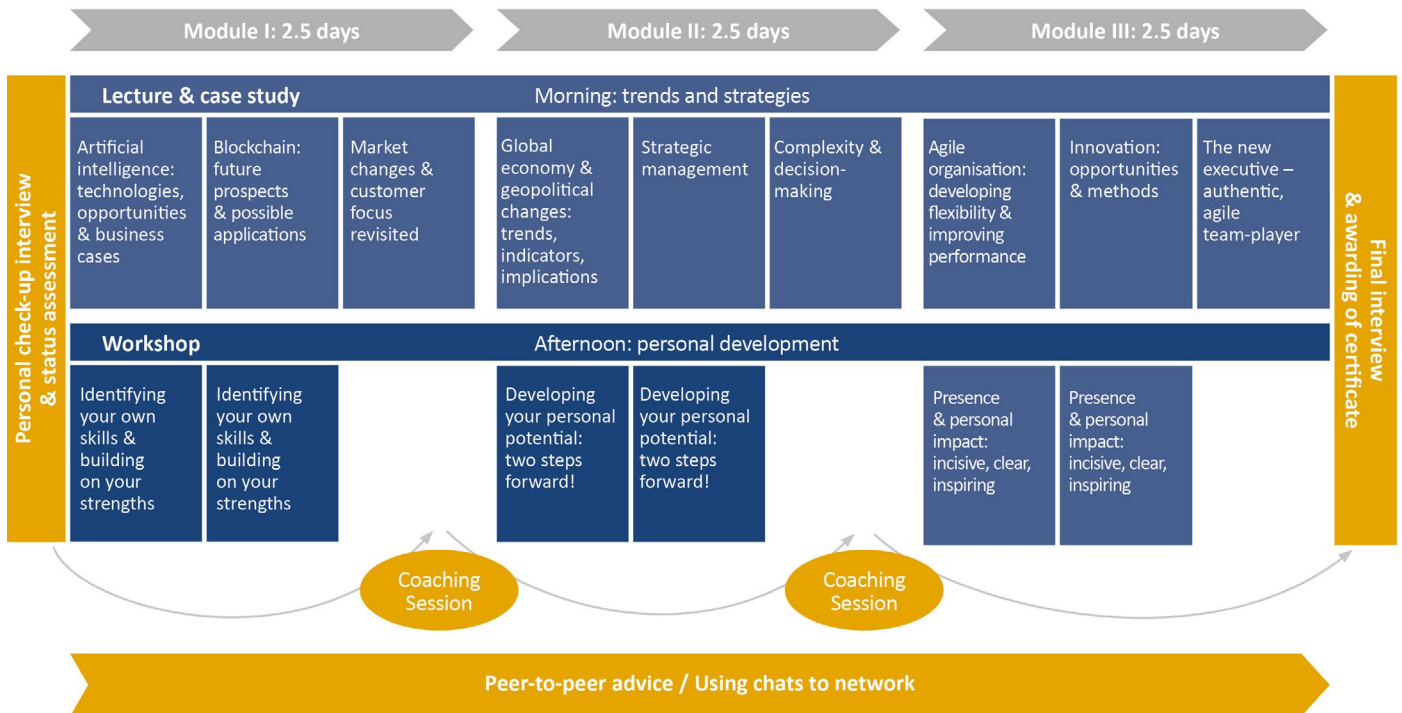 Module I: 2.5 days
Module II: 2.5 days
Module III: 2.5 days
Personal check-up interview
& status assessment
Lecture & case study
Morning: trends and strategies
Artificial
intelligence:
technologies,
opportunities
& business
cases
Blockchain:
future
prospects
& possible
applications
Market
changes &
customer
focus
revisited
Global
economy &
geopolitical
changes:
trends,
indicators,
implications
Strategic
management
Complexity &
decision-
making
Agile
organisation:
developing
flexibility &
improving
performance
Innovation:
opportunities
& methods
The new
executive –
authentic,
agile
team-player
Workshop
Afternoon: personal development
Identifying
your own
skills &
building
on your
strengths
Identifying
your own
skills &
building
on your
strengths
Developing
your personal
potential:
two steps
forward!
Developing
your personal
potential:
two steps
forward!
Presence
& personal
impact:
incisive, clear,
inspiring
Presence
& personal
impact:
incisive, clear,
inspiring
Final interview
& awarding of certificate
Coaching
Session
Coaching
Session
Peer-to-peer advice / Using chats to network